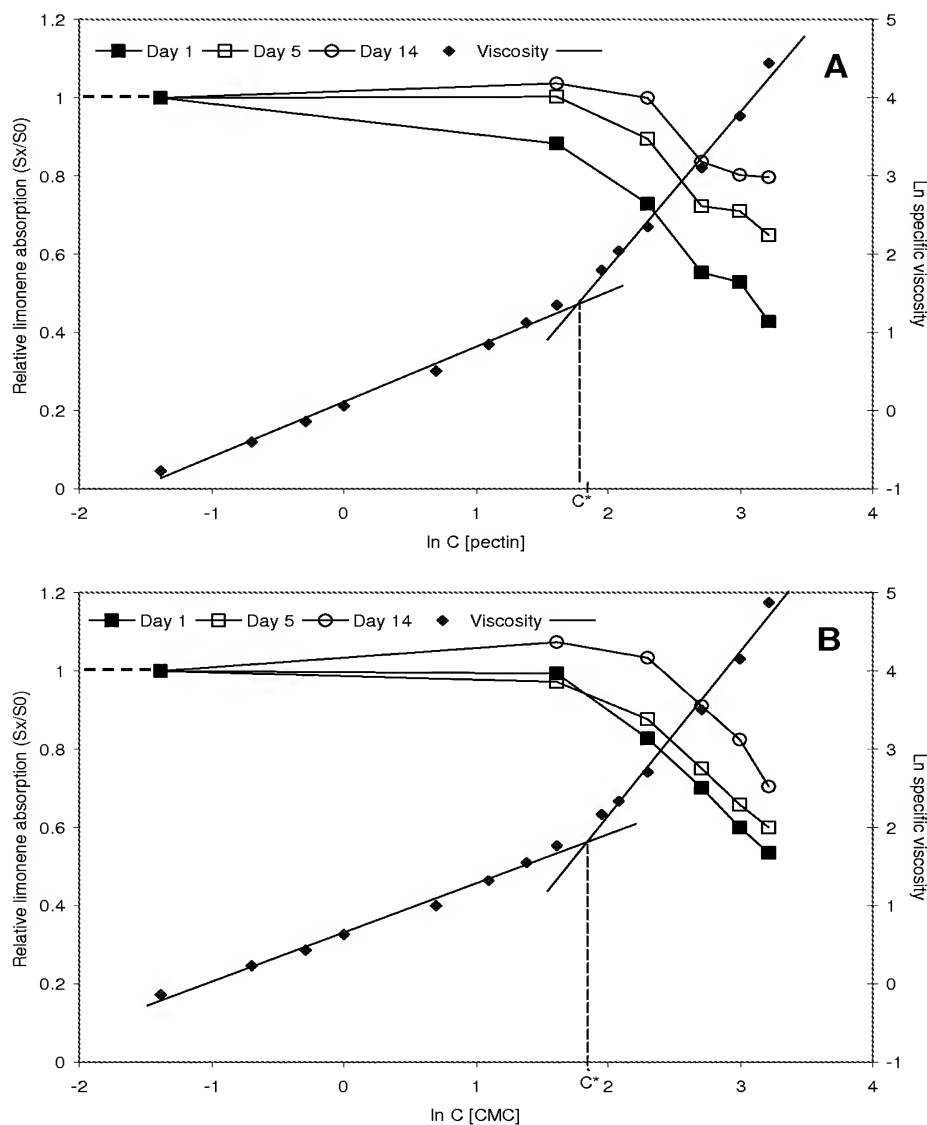 Day 1 Day 5 Day 14 Viscosity
A
Relative limonene absorption (Sx/S0)
1.2
1
0.8
0.6
0.4
0.2
0
Ln specific viscosity
5
4
3
2
1
0
-1
-2 -1 0 1 2 3 4
C*
ln C [pectin]
Day 1 Day 5 Day 14 Viscosity
B
Relative limonene absorption (Sx/S0)
1.2
1
0.8
0.6
0.4
0.2
0
Ln specific viscosity
5
4
3
2
1
0
-1
-2 -1 0 1 2 3 4
C*
ln C [CMC]